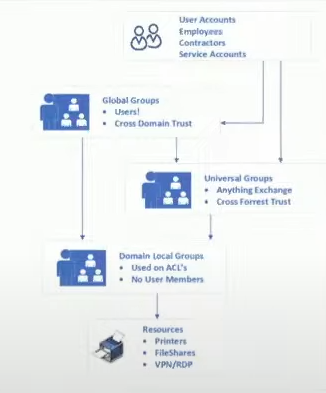 User Accounts
Employees
Contractors
Service Accounts
Global Groups
• Users!
• Cross Domain Trust
Universal Groups
• Anything Exchange
• Cross Forrest Trust
Domain Local Groups
• Used on ACL's
• No User Members
Resources
• Printers
• FileShares
• VPN/RDP